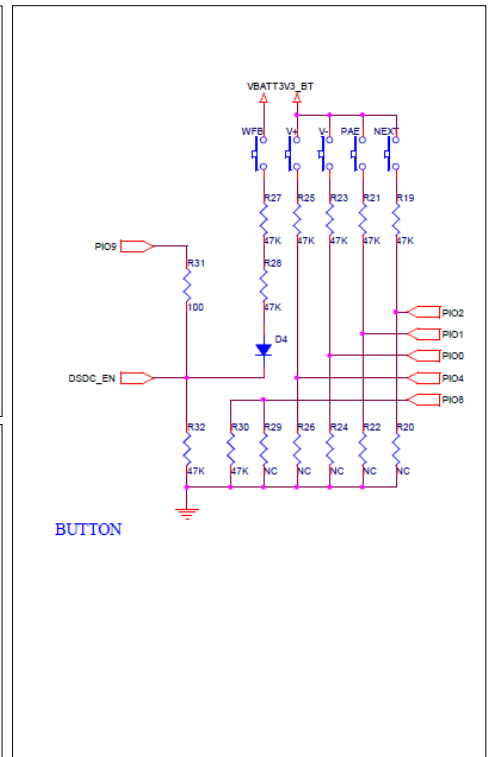 VBATT3V3_BT
WFB V+ V- PAE NEXT
R27 R25 R23 R21 R19
47K 47K 47K 47K 47K
PIO9
R31 R28
100 47K
PIO2
D4 PIO1
PIO0
DSDC_EN PIO4
PIO8
R32 R30 R29 R26 R24 R22 R20
47K 47K NC NC NC NC NC
BUTTON